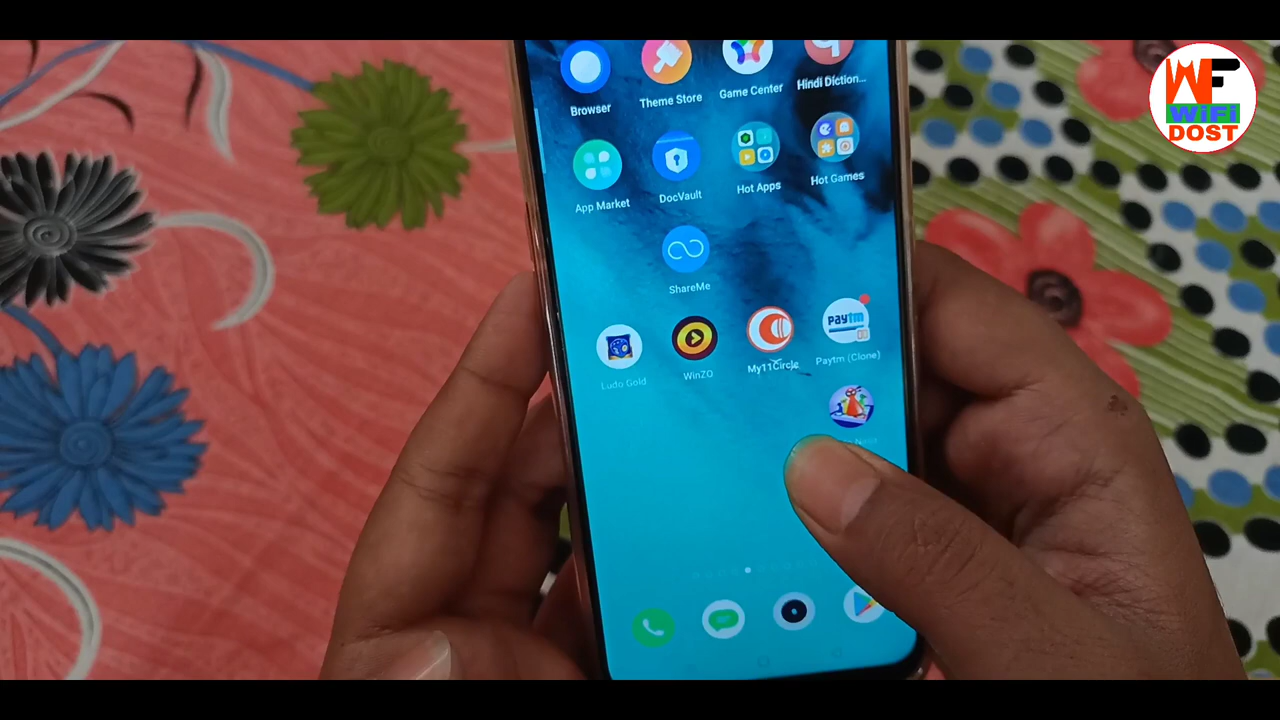 Browser
Theme Store
Game Center
Hindi Diction...
App Market
DocVault
Hot Apps
Hot Games
ShareMe
Ludo Gold
WinZO
My11Circle
paytm
Paytm (Clone)
WF
WiFi
DOST